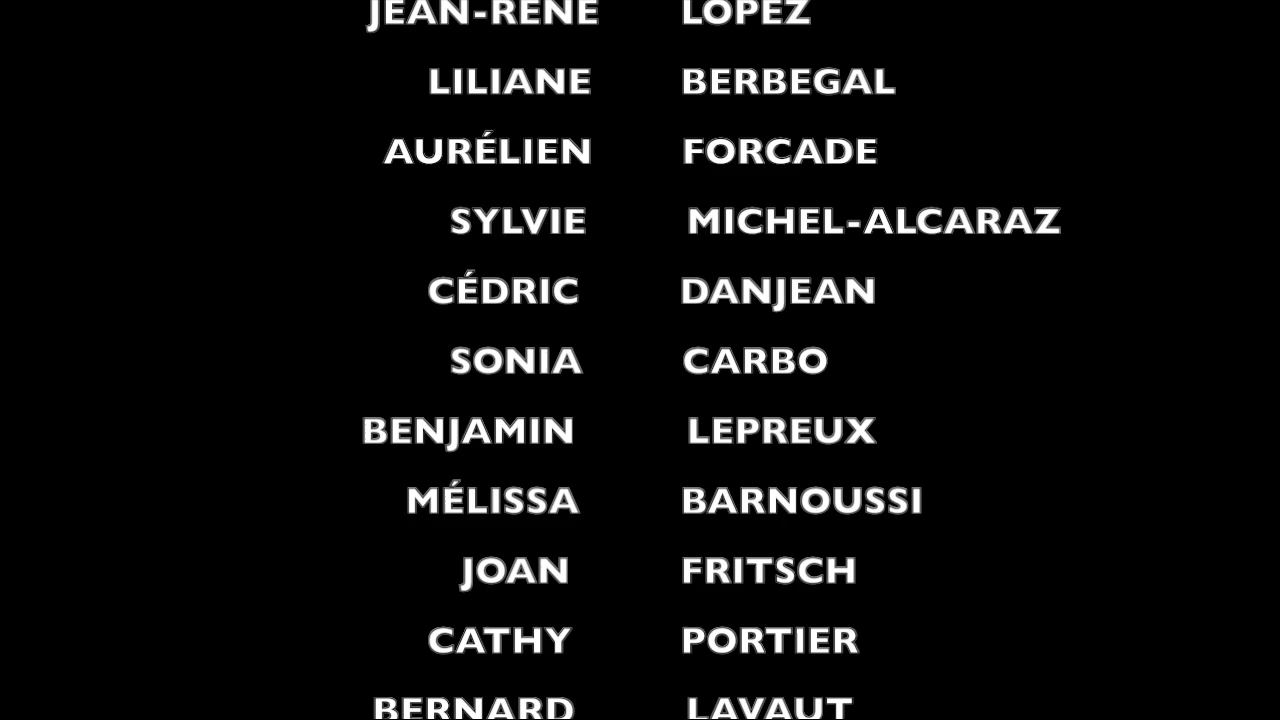 JEAN-RENÉ LOPEZ
LILIANE BERBEGAL
AURÉLIEN FORCADE
SYLVIE MICHEL-ALCARAZ
CÉDRIC DANJEAN
SONIA CARBO
BENJAMIN LEPREUX
MÉLISSA BARNOUSSI
JOAN FRITSCH
CATHY PORTIER
BERNARD LAVAUT